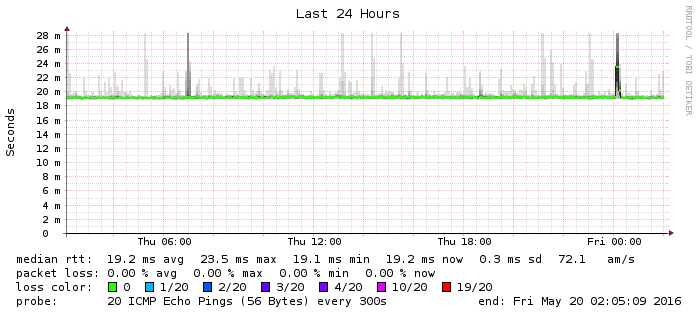 Last 24 Hours
RRDTOOL / TOBI OETIKER
Seconds
28 m
26 m
24 m
22 m
20 m
18 m
16 m
14 m
12 m
10 m
8 m
6 m
4 m
2 m
0
Thu 06:00 Thu 12:00 Thu 18:00 Fri 00:00
median rtt: 19.2 ms avg 23.5 ms max 19.1 ms min 19.2 ms now 0.3 ms sd 72.1 am/s
packet loss: 0.00 % avg 0.00 % max 0.00 % min 0.00 % now
loss color: 0 1/20 2/20 3/20 4/20 10/20 19/20
probe: 20 ICMP Echo Pings (56 Bytes) every 300s end: Fri May 20 02:05:09 2016